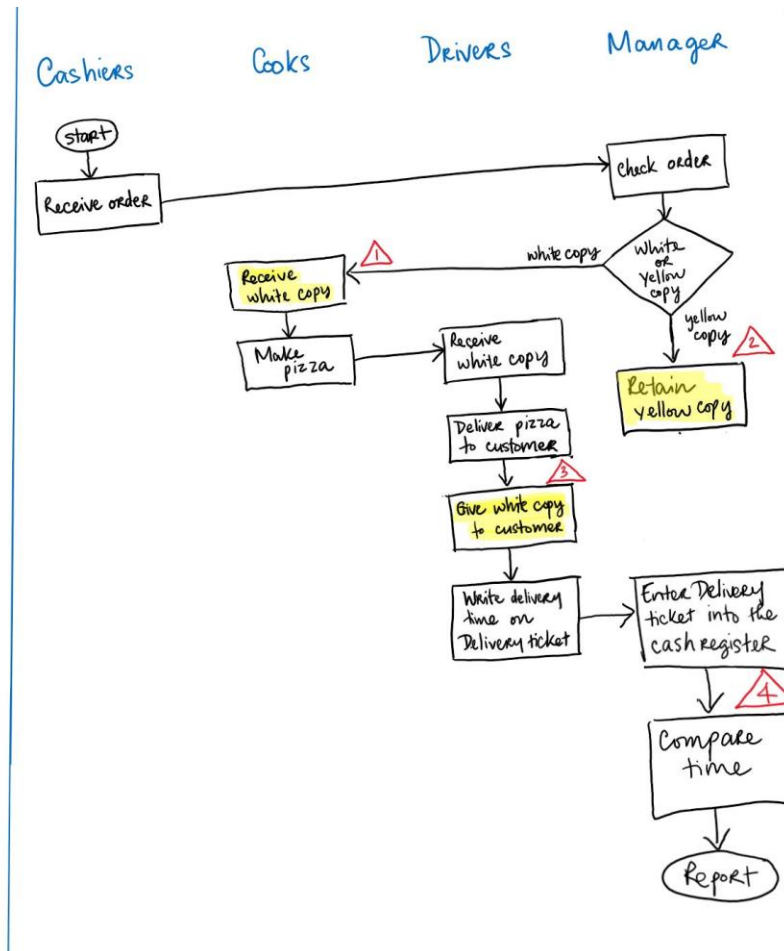 Cashiers
Cooks
Drivers
Manager
start
Receive order
Check order
White
or
Yellow
copy
white copy
1
Receive
white copy
yellow
copy
2
Make
pizza
Receive
white copy
Retain
yellow copy
Deliver pizza
to customer
3
Give white copy
to customer
Write delivery
time on
Delivery ticket
Enter Delivery
ticket into the
cash register
4
Compare
time
Report